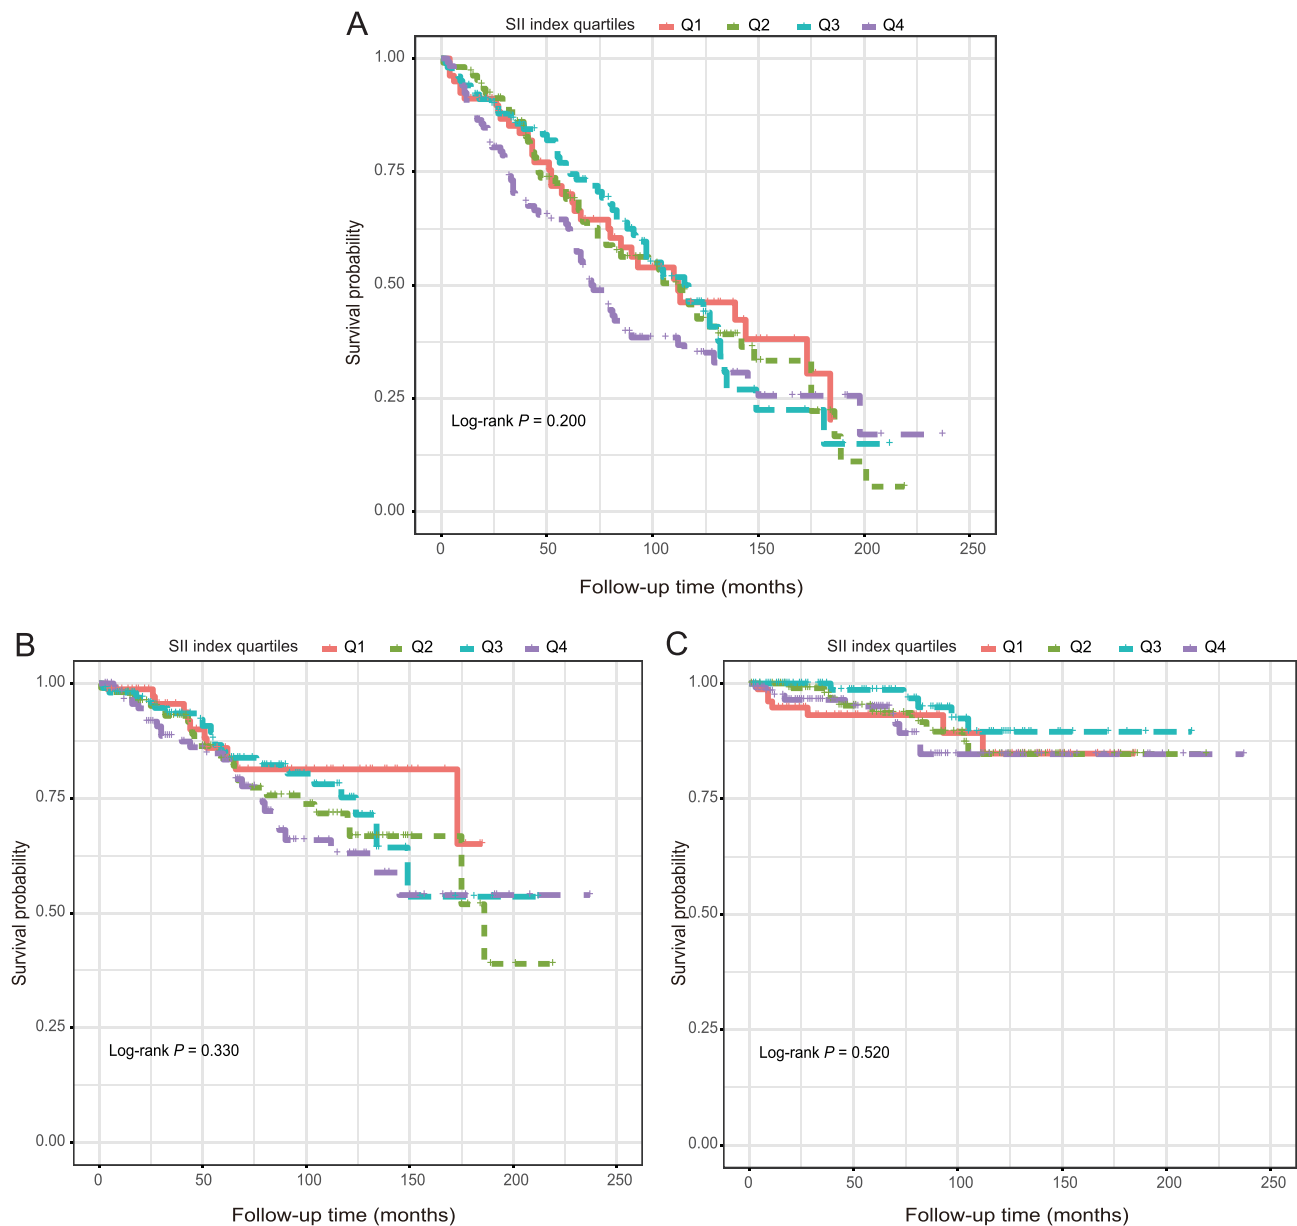 A
SII index quartiles Q1 Q2 Q3 Q4
1.00
0.75
0.50
0.25
0.00
Survival probability
Log-rank P = 0.200
0 50 100 150 200 250
Follow-up time (months)
B
SII index quartiles Q1 Q2 Q3 Q4
1.00
0.75
0.50
0.25
0.00
Survival probability
Log-rank P = 0.330
0 50 100 150 200 250
Follow-up time (months)
C
SII index quartiles Q1 Q2 Q3 Q4
1.00
0.75
0.50
0.25
0.00
Survival probability
Log-rank P = 0.520
0 50 100 150 200 250
Follow-up time (months)